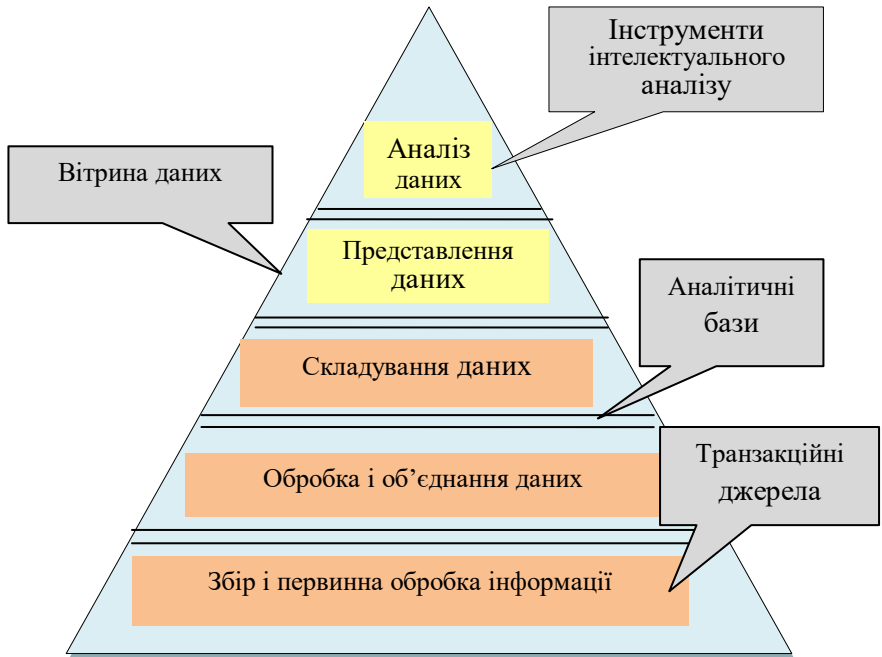 Інструменти
інтелектуального
аналізу
Аналіз
даних
Вітрина даних
Представлення
даних
Аналітичні
бази
Складування даних
Транзакційні
джерела
Обробка і об’єднання даних
Збір і первинна обробка інформації